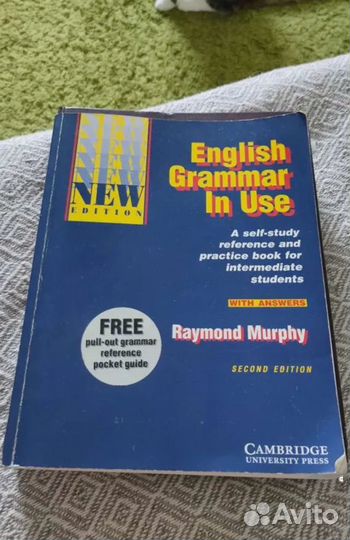 NEW
EDITION
English
Grammar
In Use
A self-study
reference and
practice book for
intermediate
students
WITH ANSWERS
Raymond Murphy
SECOND EDITION
FREE
pull-out grammar
reference
pocket guide
CAMBRIDGE
UNIVERSITY PRESS
Avito